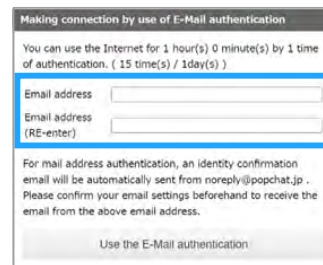 Making connection by use of E-Mail authentication
You can use the Internet for 1 hour(s) 0 minute(s) by 1 time
of authentication. ( 15 time(s) / 1day(s) )
Email address
Email address
(RE-enter)
For mail address authentication, an identity confirmation
email will be automatically sent from noreply@popchat.jp .
Please confirm your email settings beforehand to receive the
email from the above email address.
Use the E-Mail authentication